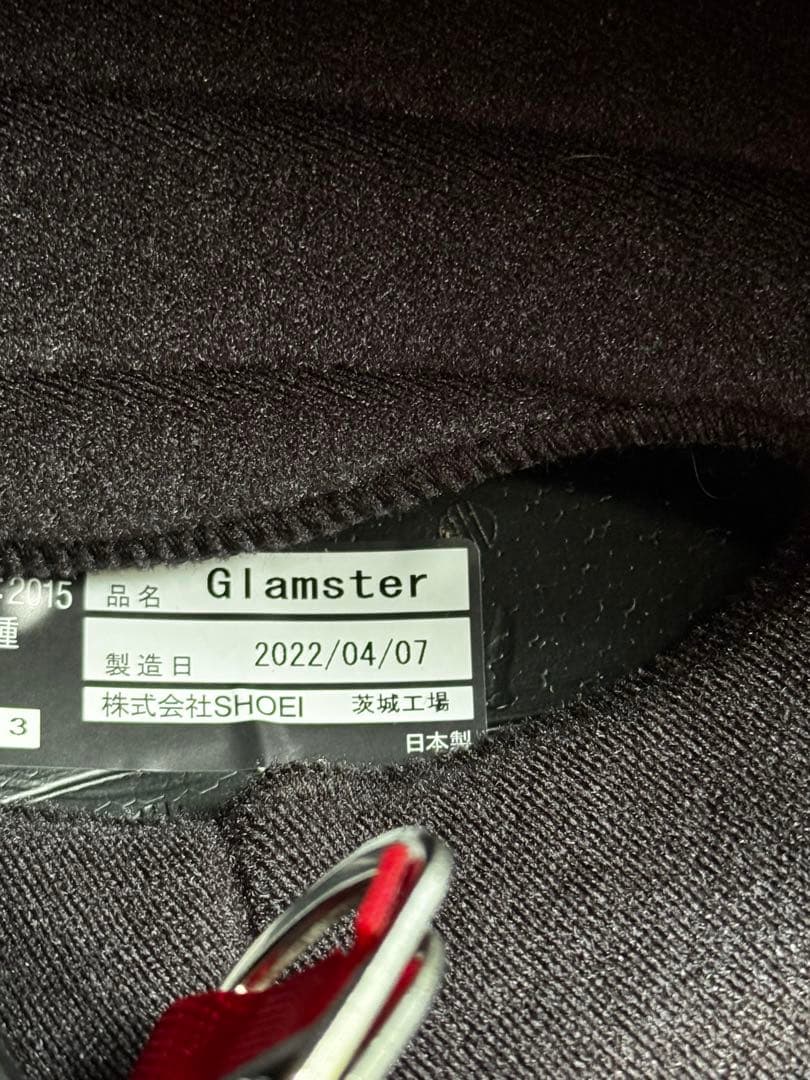 :2015
種
品名 Glamster
製造日 2022/04/07
3
株式会社SHOEI 茨城工場
日本製